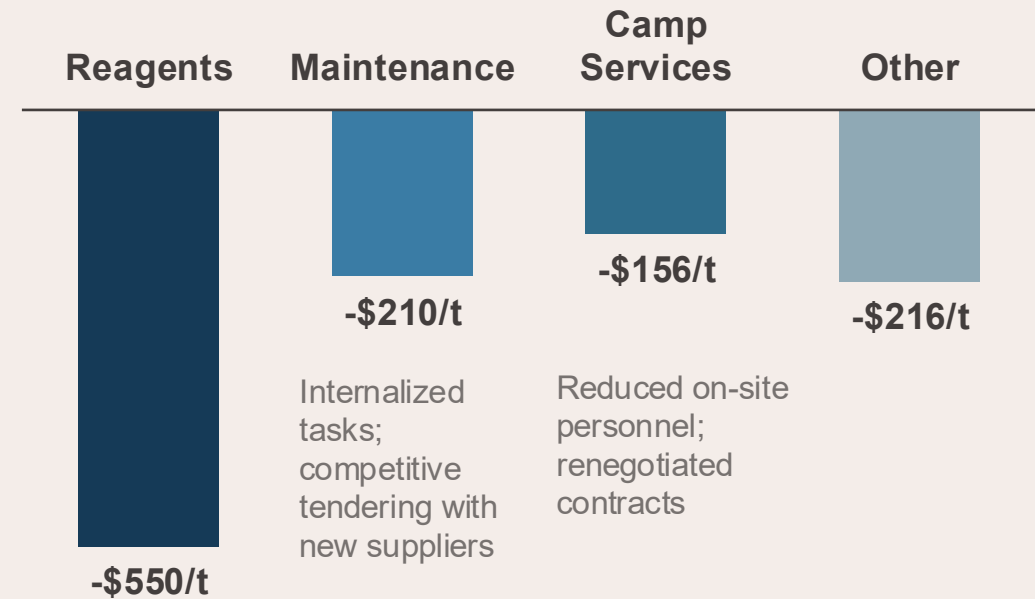 Reagents
Maintenance
Camp
Services
Other
-$550/t
-$210/t
-$156/t
-$216/t
Internalized
tasks;
competitive
tendering with
new suppliers
Reduced on-site
personnel;
renegotiated
contracts